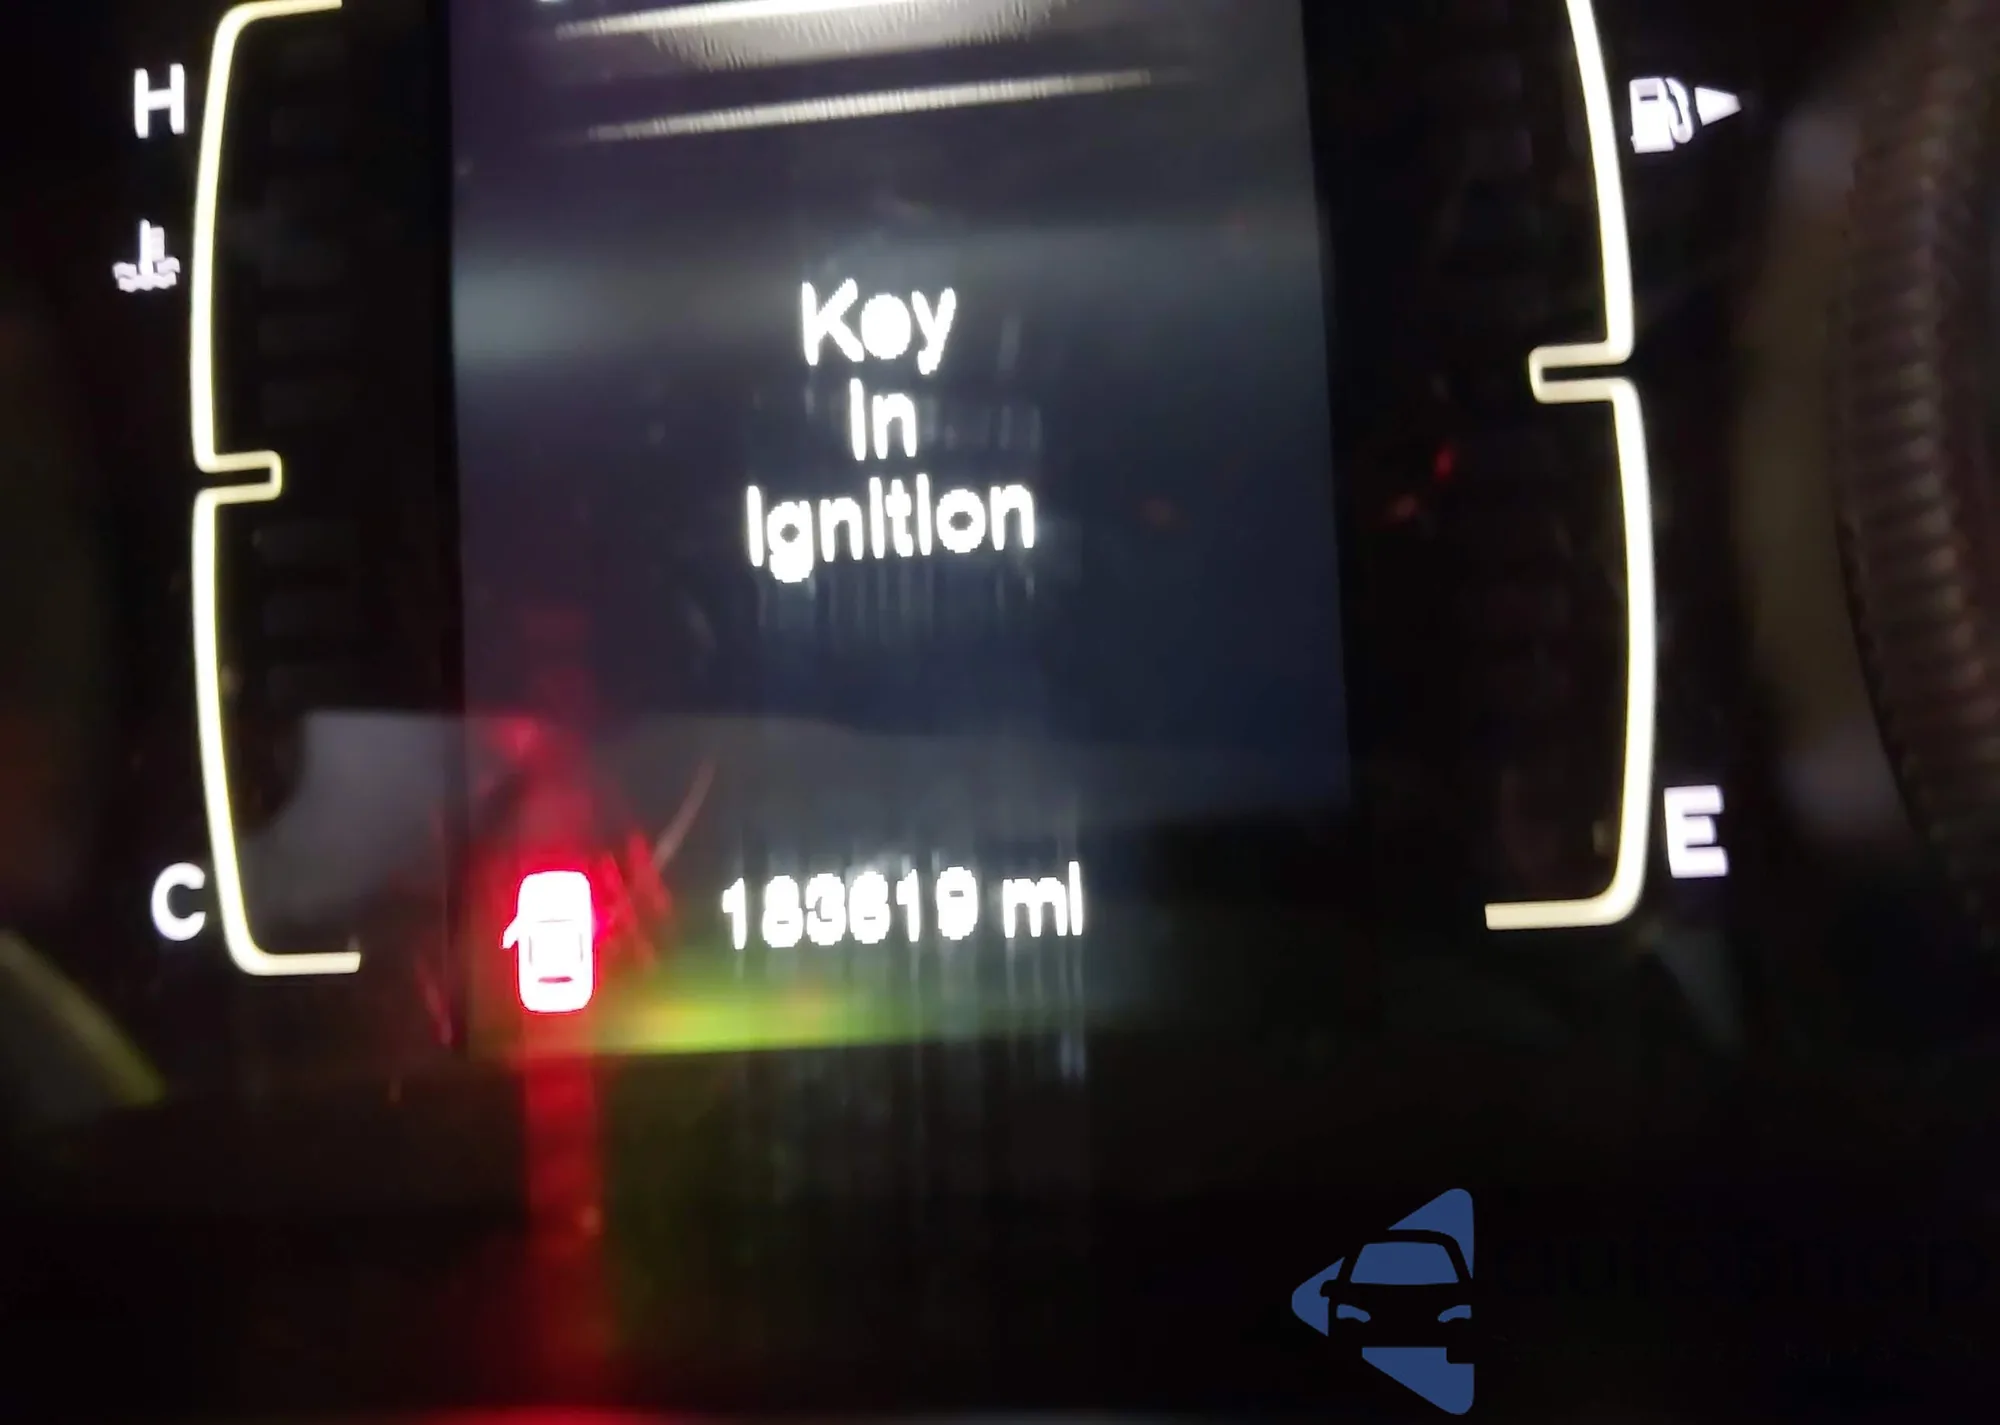 H
Key
In
Ignition
C
183619 mi
E